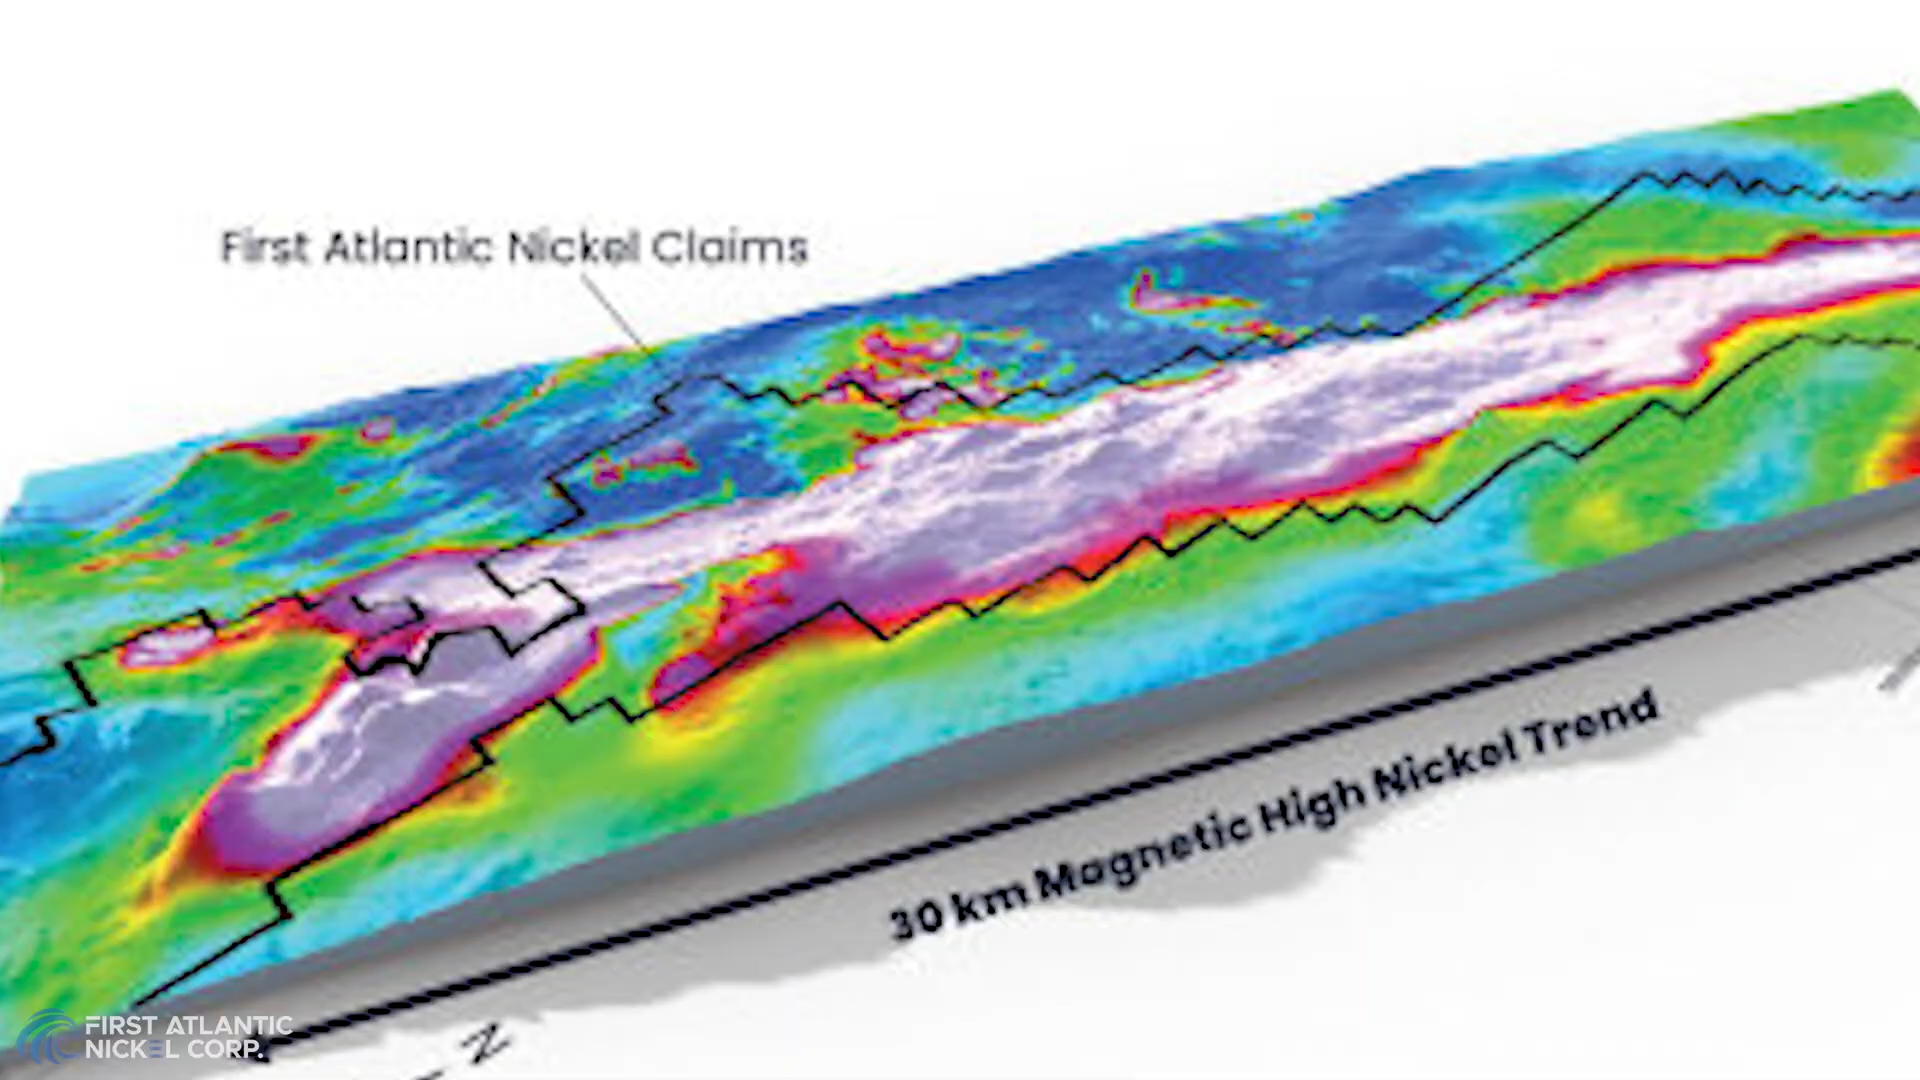 First Atlantic Nickel Claims
30 km Magnetic High Nickel Trend
N
FIRST ATLANTIC
NICKEL CORP.